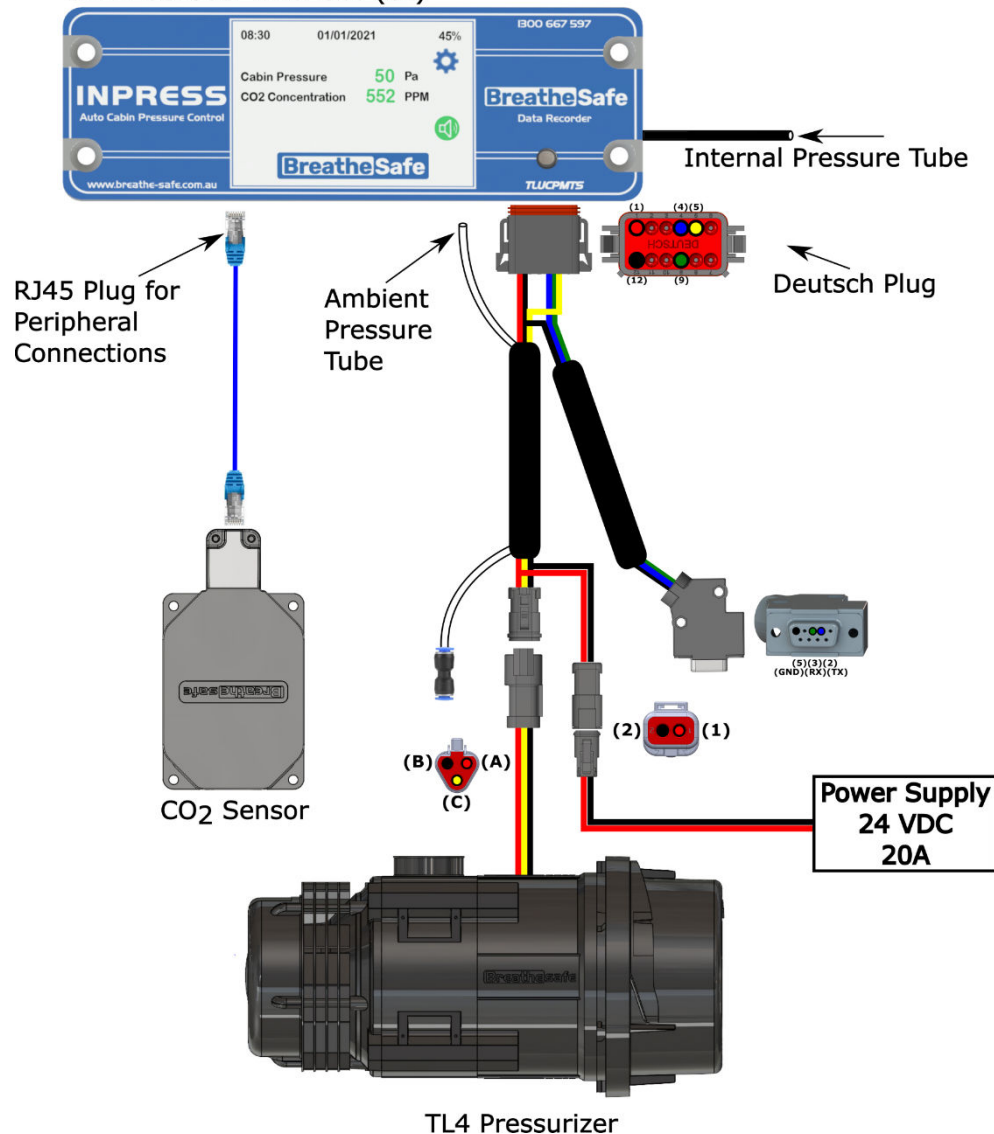 1300 667 597
08:30 01/01/2021 45%
Cabin Pressure 50 Pa
CO2 Concentration 552 PPM
INPRESS
Auto Cabin Pressure Control
BreatheSafe
Data Recorder
BreatheSafe
www.breathe-safe.com.au
TLUCPMTS
Internal Pressure Tube
(1) (4)(5)
DEUTSCH
(12) (9)
Deutsch Plug
RJ45 Plug for
Peripheral
Connections
Ambient
Pressure
Tube
(5)(3)(2)
(GND)(RX)(TX)
Breathesafe
CO2 Sensor
(B) (A)
(C)
(2) (1)
Power Supply
24 VDC
20A
Breathesafe
TL4 Pressurizer